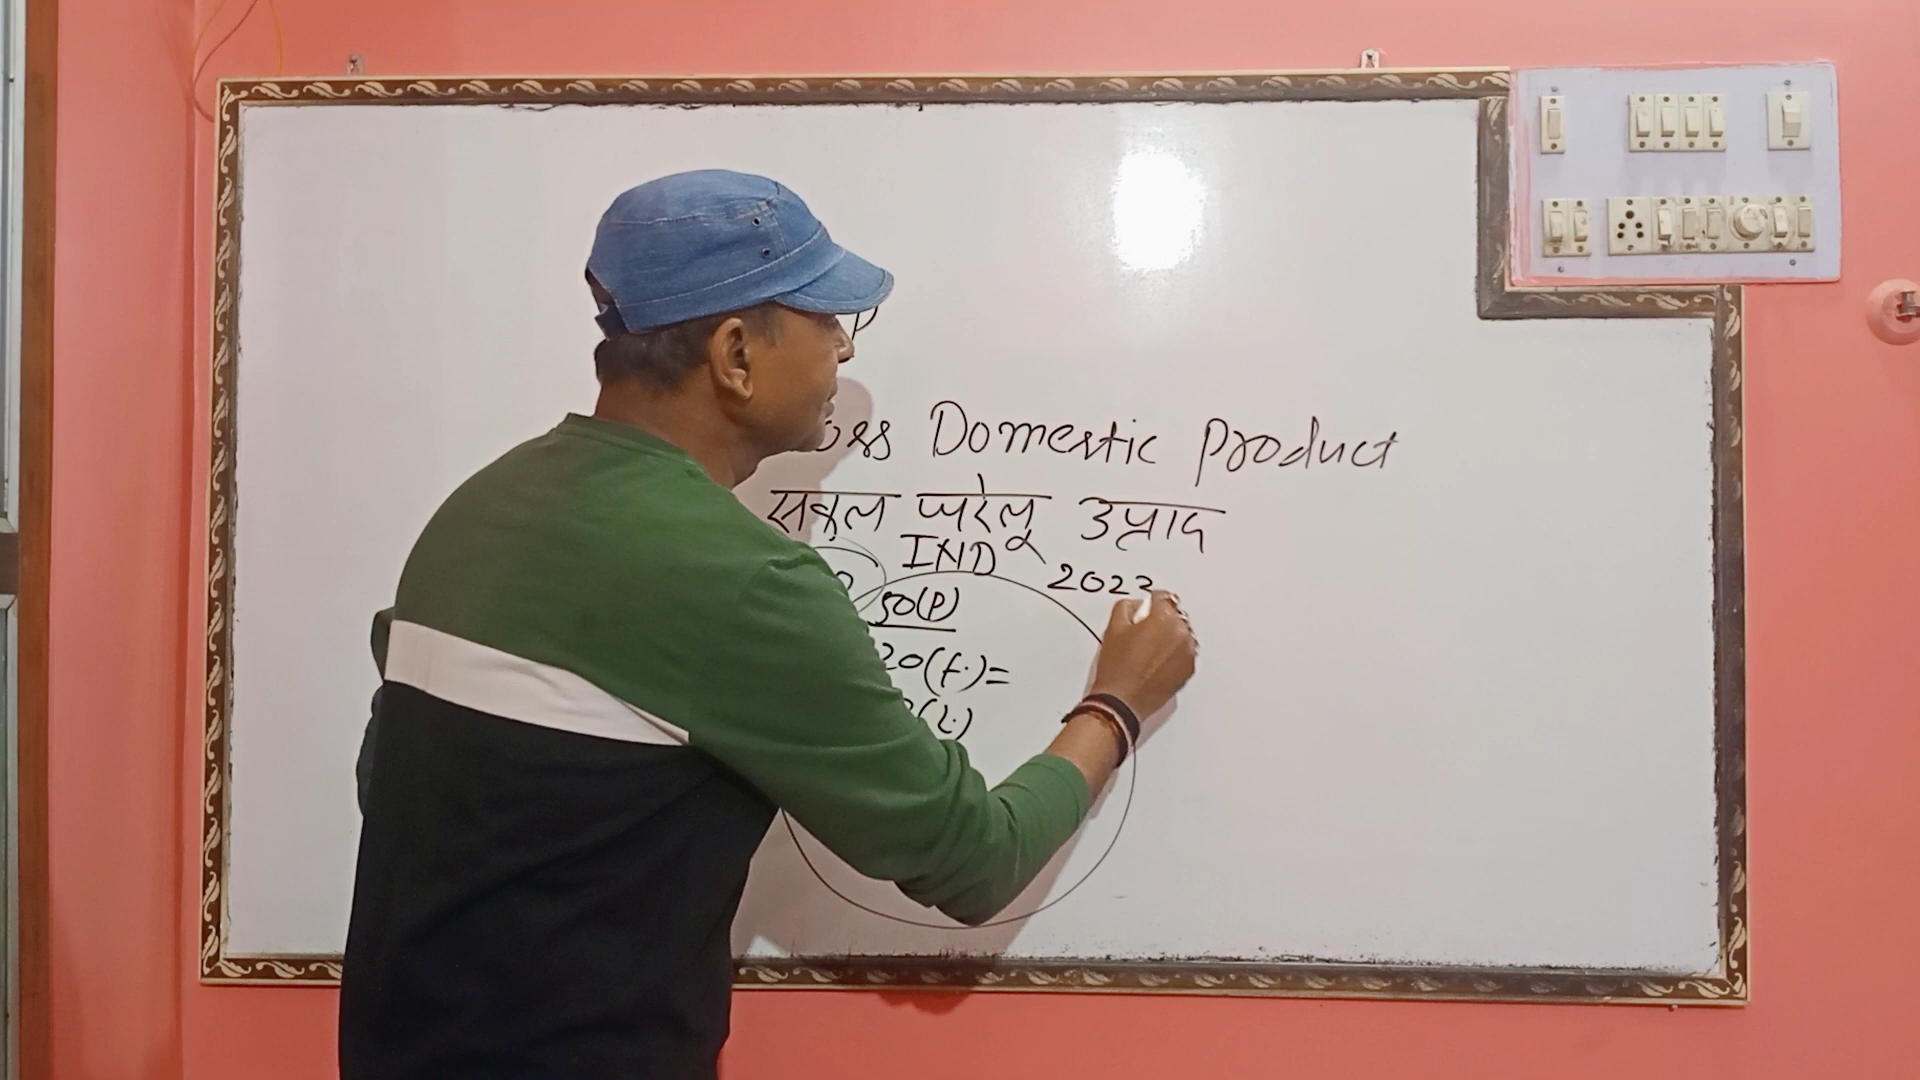 P
oss Domestic Product
सकल घरेलू उत्पाद
IND
2023
50(P)
20(f.)=
(L.)